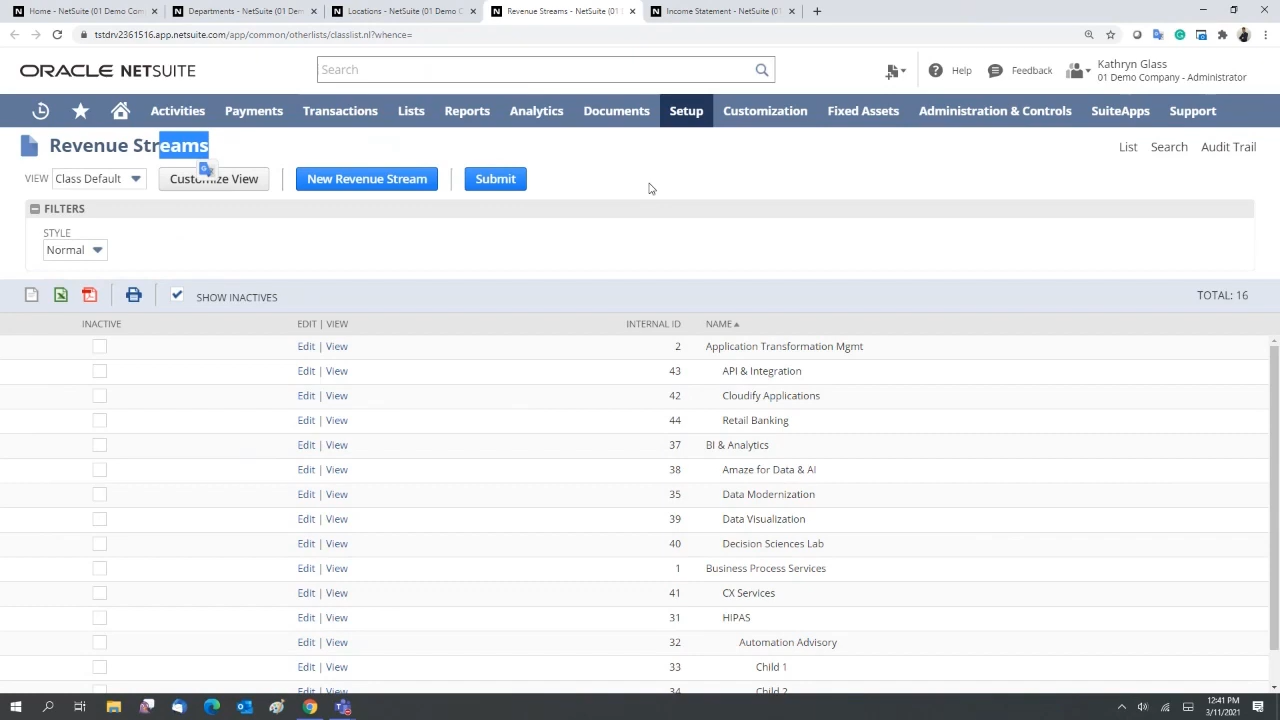 Home - NetSuite (01 Demo Com
Departments - NetSuite (01 Dem
Locations - NetSuite (01 Demo C
Revenue Streams - NetSuite (01
Income Statement - NetSuite (01
tstdrv2361516.app.netsuite.com/app/common/otherlists/classlist.nl?whence=
ORACLE NETSUITE
Search
Help
Feedback
Kathryn Glass
01 Demo Company - Administrator
Activities Payments Transactions Lists Reports Analytics Documents Setup Customization Fixed Assets Administration & Controls SuiteApps Support
Revenue Streams
List Search Audit Trail
VIEW Class Default Customize View New Revenue Stream Submit
FILTERS
STYLE
Normal
SHOW INACTIVES TOTAL: 16
INACTIVE EDIT | VIEW INTERNAL ID NAME
Edit | View 2 Application Transformation Mgmt
Edit | View 43 API & Integration
Edit | View 42 Cloudify Applications
Edit | View 44 Retail Banking
Edit | View 37 BI & Analytics
Edit | View 38 Amaze for Data & AI
Edit | View 35 Data Modernization
Edit | View 39 Data Visualization
Edit | View 40 Decision Sciences Lab
Edit | View 1 Business Process Services
Edit | View 41 CX Services
Edit | View 31 HIPAS
Edit | View 32 Automation Advisory
Edit | View 33 Child 1
Edit | View 34 Child 2
12:41 PM
3/11/2021